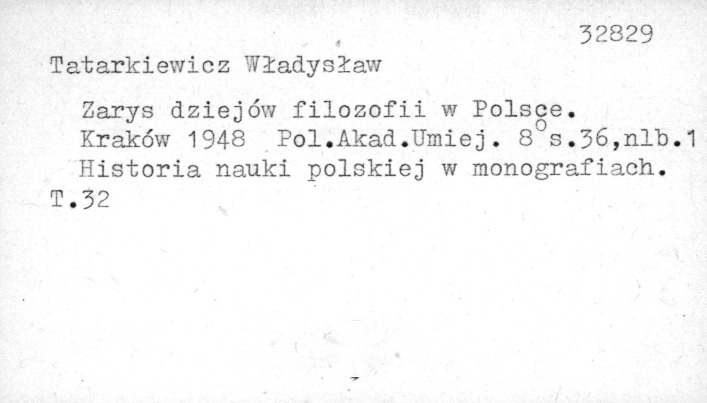 32829
Tatarkiewicz Władysław
Zarys dziejów filozofii w Polsce.
Kraków 1948 Pol.Akad.Umiej. 8° s.36,nlb.1
Historia nauki polskiej w monografiach.
T.32